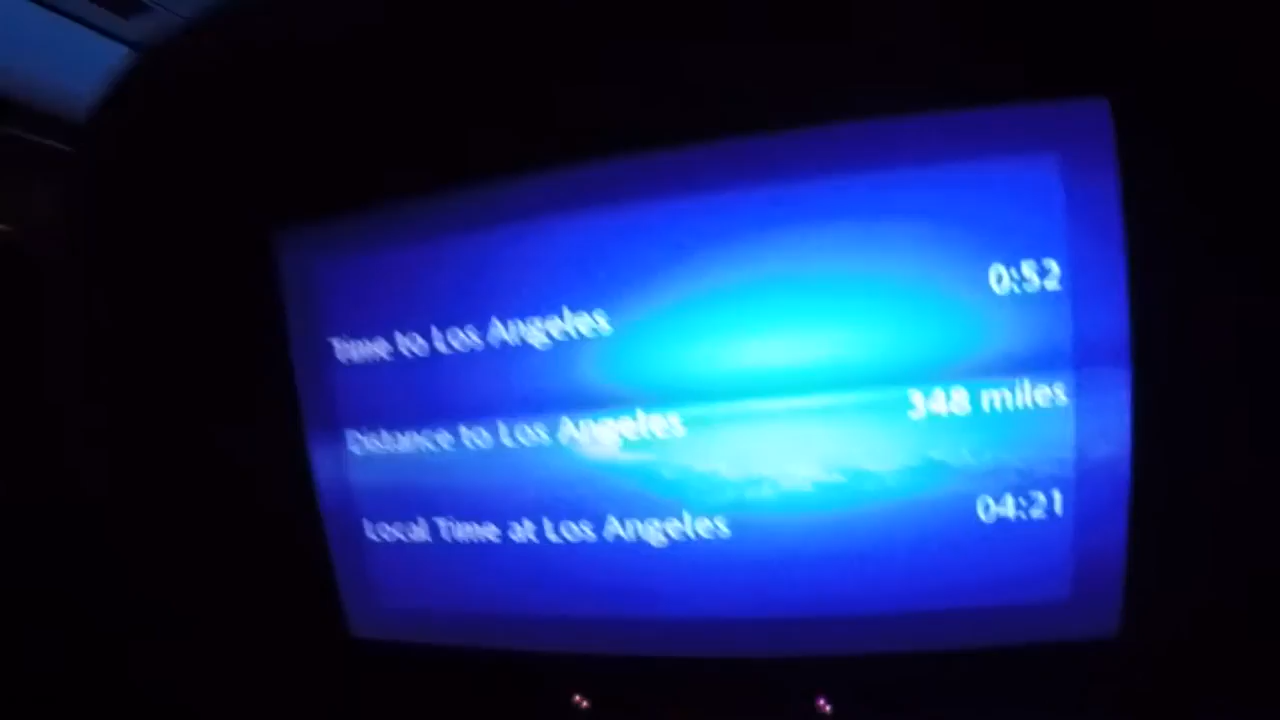 Time to Los Angeles 0:52
Distance to Los Angeles 348 miles
Local Time at Los Angeles 04:21